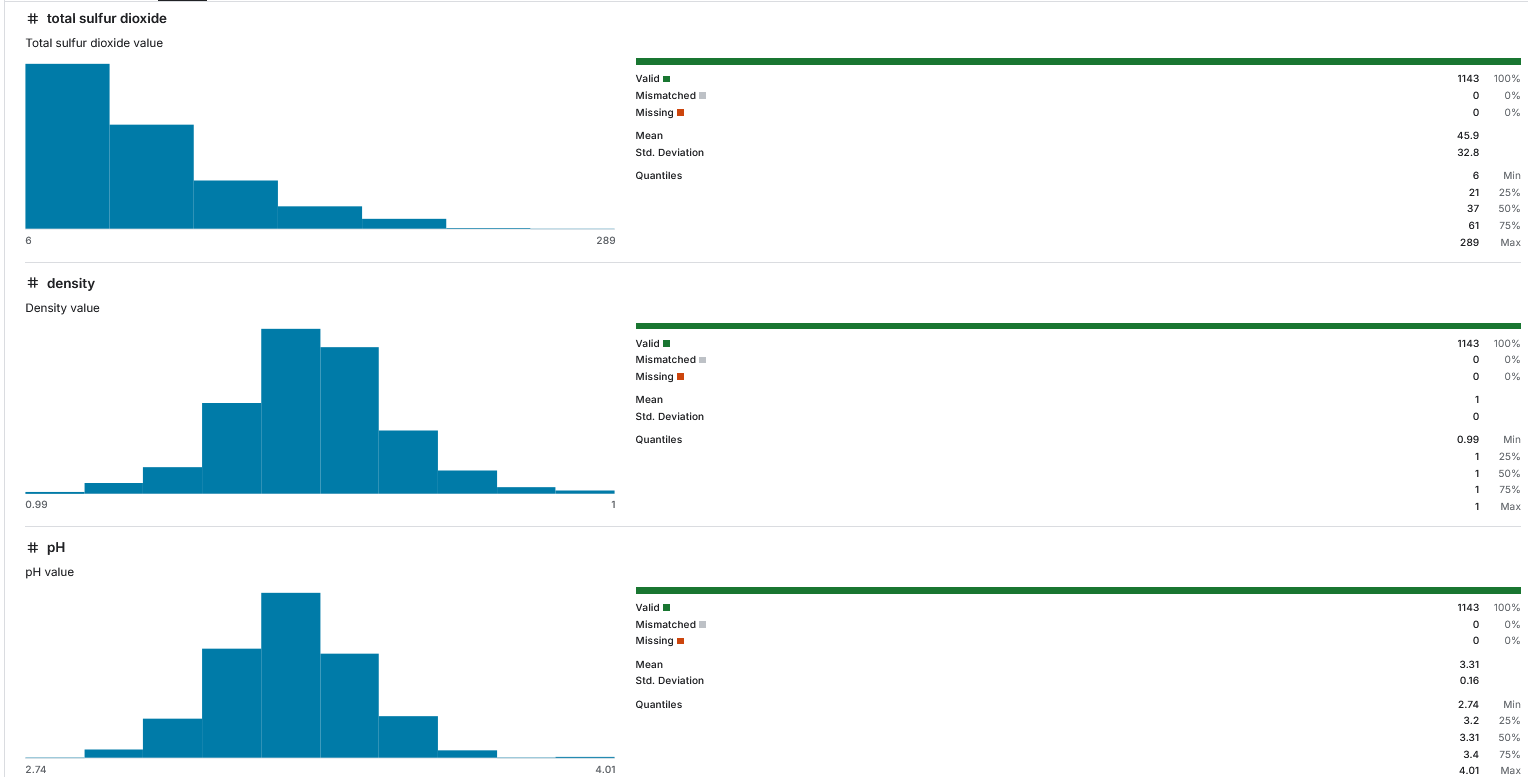 # total sulfur dioxide
Total sulfur dioxide value
6 289
Valid 1143 100%
Mismatched 0 0%
Missing 0 0%
Mean 45.9
Std. Deviation 32.8
Quantiles 6 Min
21 25%
37 50%
61 75%
289 Max
# density
Density value
0.99 1
Valid 1143 100%
Mismatched 0 0%
Missing 0 0%
Mean 1
Std. Deviation 0
Quantiles 0.99 Min
1 25%
1 50%
1 75%
1 Max
# pH
pH value
2.74 4.01
Valid 1143 100%
Mismatched 0 0%
Missing 0 0%
Mean 3.31
Std. Deviation 0.16
Quantiles 2.74 Min
3.2 25%
3.31 50%
3.4 75%
4.01 Max